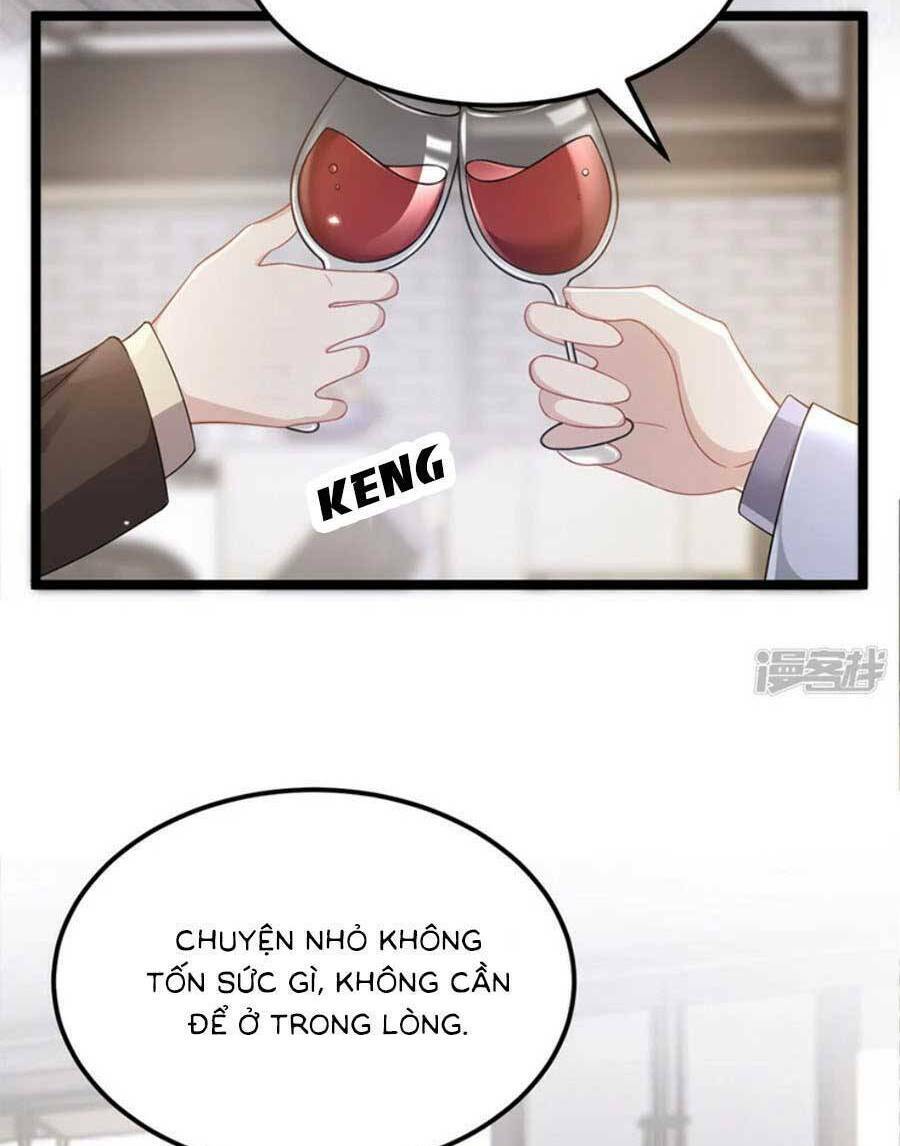 KENG
漫客栈
CHUYỆN NHỎ KHÔNG
TỐN SỨC GÌ, KHÔNG CẦN
ĐỂ Ở TRONG LÒNG.